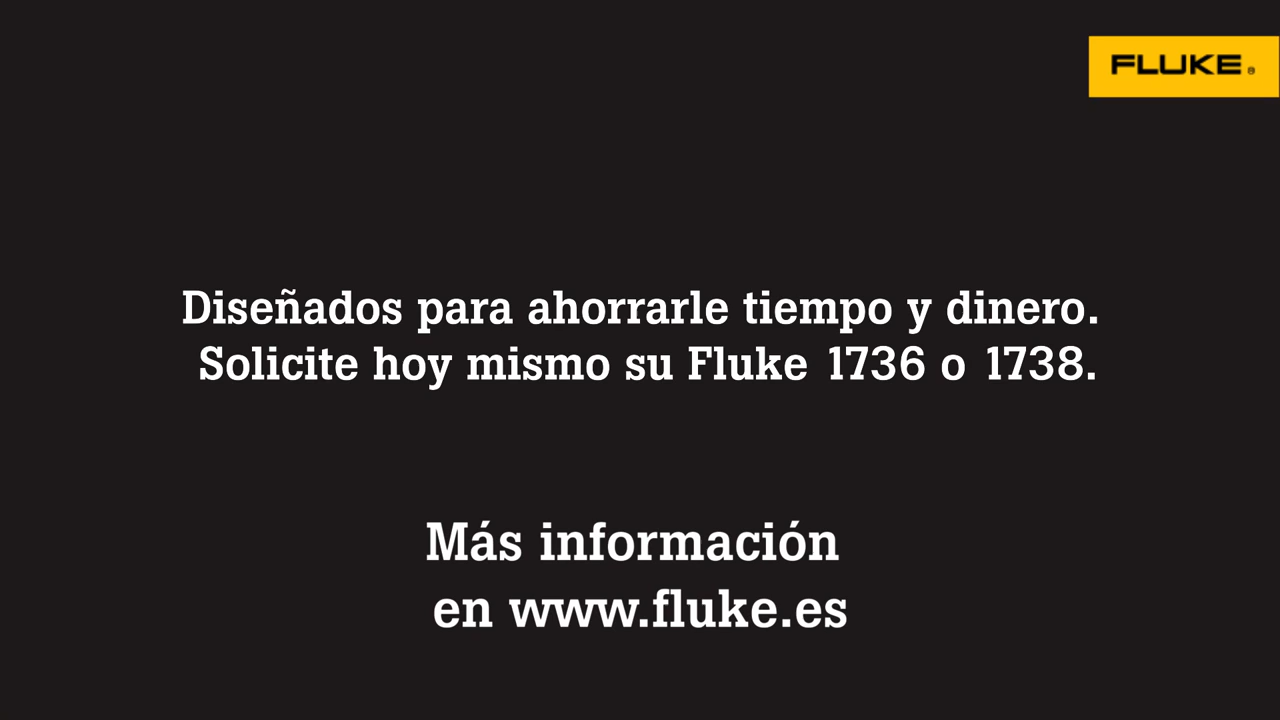 FLUKE®
Diseñados para ahorrarle tiempo y dinero.
Solicite hoy mismo su Fluke 1736 o 1738.
Más información
en www.fluke.es